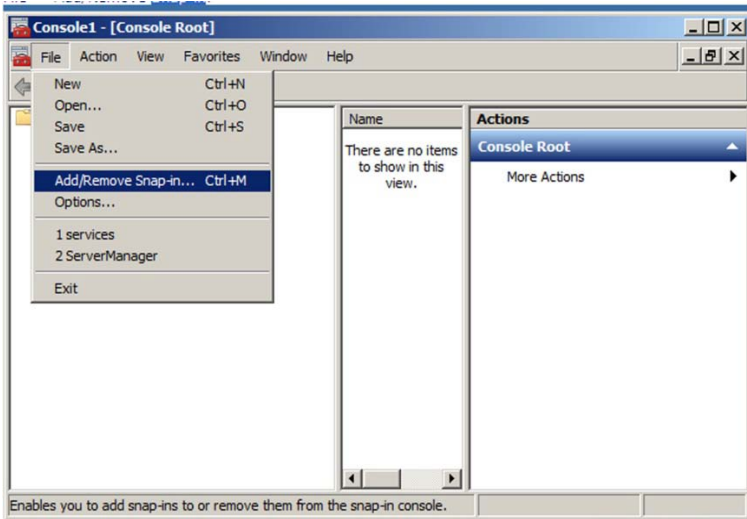 Console1 - [Console Root]
File Action View Favorites Window Help
New Ctrl+N
Open... Ctrl+O
Save Ctrl+S
Save As...
Add/Remove Snap-in... Ctrl+M
Options...
1 services
2 ServerManager
Exit
Name
There are no items
to show in this
view.
Actions
Console Root
More Actions
Enables you to add snap-ins to or remove them from the snap-in console.